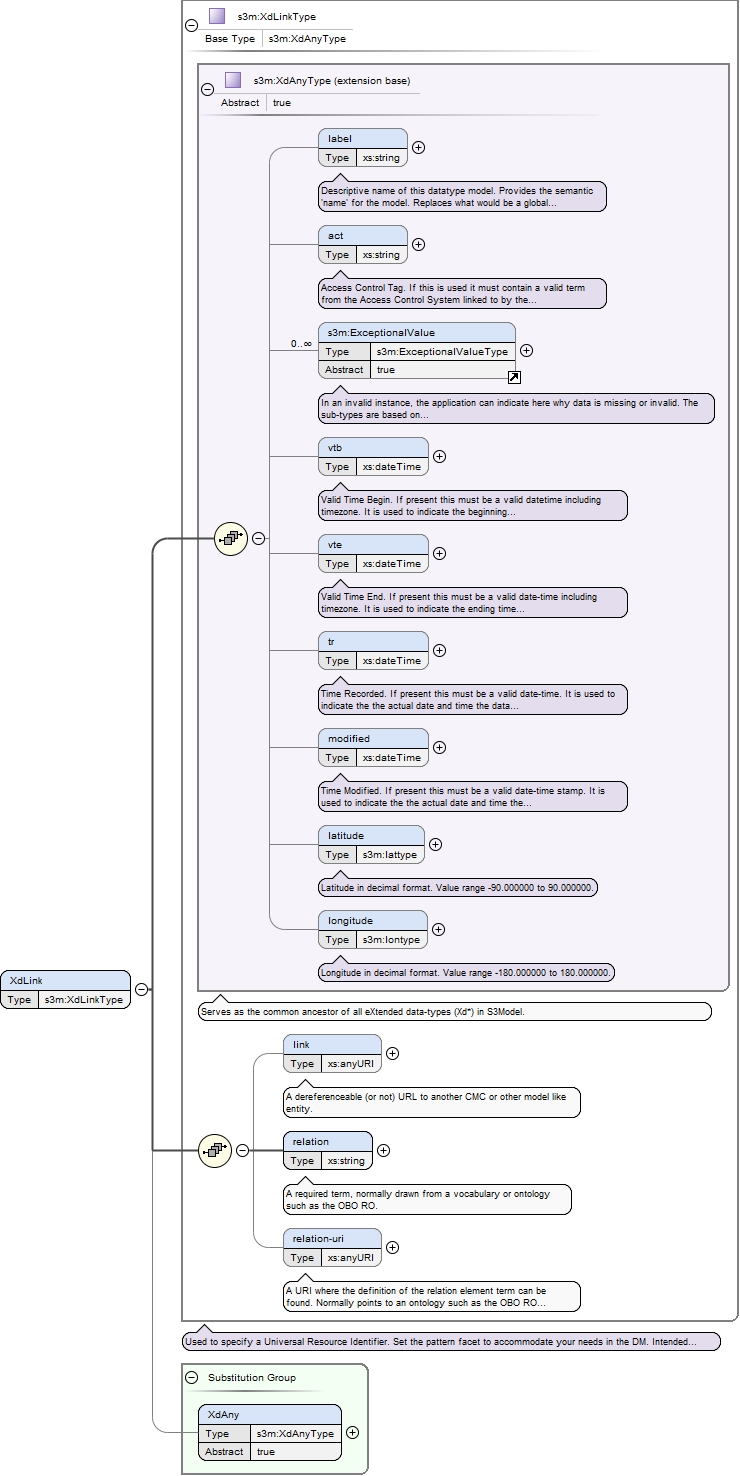 s3m:XdLinkType
Base Type s3m:XdAnyType
s3m:XdAnyType (extension base)
Abstract true
label
Type xs:string
Descriptive name of this datatype model. Provides the semantic
'name' for the model. Replaces what would be a global...
act
Type xs:string
Access Control Tag. If this is used it must contain a valid term
from the Access Control System linked to by the...
s3m:ExceptionalValue
0..∞
Type s3m:ExceptionalValueType
Abstract true
In an invalid instance, the application can indicate here why data is missing or invalid. The
sub-types are based on...
vtb
Type xs:dateTime
Valid Time Begin. If present this must be a valid datetime including
timezone. It is used to indicate the beginning...
vte
Type xs:dateTime
Valid Time End. If present this must be a valid date-time including
timezone. It is used to indicate the ending time...
tr
Type xs:dateTime
Time Recorded. If present this must be a valid date-time. It is used to
indicate the the actual date and time the data...
modified
Type xs:dateTime
Time Modified. If present this must be a valid date-time stamp. It is
used to indicate the the actual date and time the...
latitude
Type s3m:lattype
Latitude in decimal format. Value range -90.000000 to 90.000000.
longitude
Type s3m:lontype
Longitude in decimal format. Value range -180.000000 to 180.000000.
XdLink
Type s3m:XdLinkType
Serves as the common ancestor of all eXtended data-types (Xd*) in S3Model.
link
Type xs:anyURI
A dereferenceable (or not) URL to another CMC or other model like
entity.
relation
Type xs:string
A required term, normally drawn from a vocabulary or ontology
such as the OBO RO.
relation-uri
Type xs:anyURI
A URI where the definition of the relation element term can be
found. Normally points to an ontology such as the OBO RO...
Used to specify a Universal Resource Identifier. Set the pattern facet to accommodate your needs in the DM. Intended...
Substitution Group
XdAny
Type s3m:XdAnyType
Abstract true